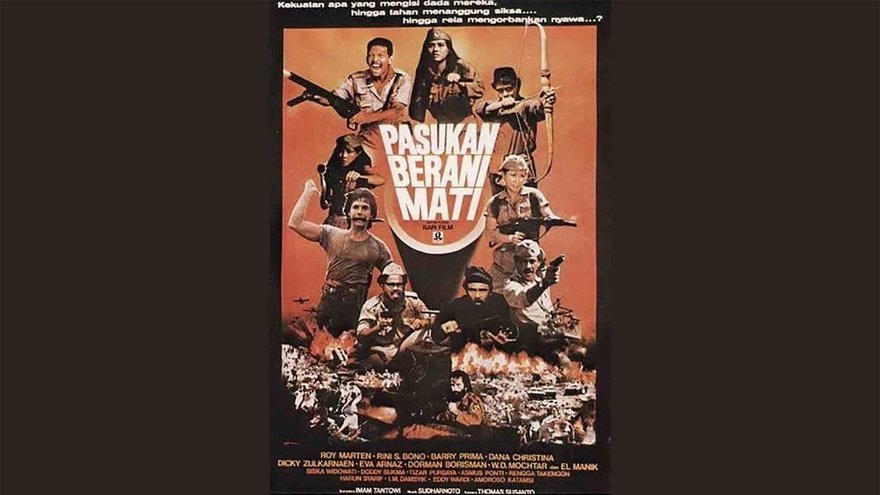 Kekuatan apa yang mengisi dada mereka,
hingga tahan menanggung siksa....
hingga rela mengorbankan nyawa...?
PASUKAN
BERANI
MATI
RAPI FILM
ROY MARTEN · RINI S. BONO · BARRY PRIMA · DANA CHRISTINA
DICKY ZULKARNAEN · EVA ARNAZ · DORMAN BORISMAN · W.D. MOCHTAR dan EL MANIK
SISKA WIDOWATI · DODDY SUKMA · TIZAR PURBAYA · ASMUS PONTI · RENGGA TAKENGON
HARUN SYARIF · I.M. DAMSYIK · EDDY WARDI · AMOROSO KATAMSI
IMAM TANTOWI SUDHARNOTO THOMAS SUSANTO